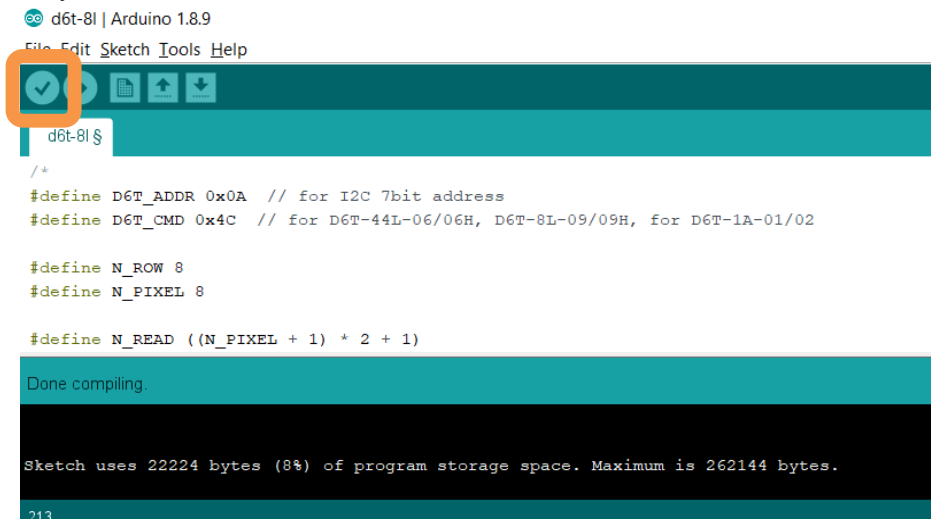 d6t-8l | Arduino 1.8.9
File Edit Sketch Tools Help
d6t-8l §
/*
#define D6T_ADDR 0x0A // for I2C 7bit address
#define D6T_CMD 0x4C // for D6T-44L-06/06H, D6T-8L-09/09H, for D6T-1A-01/02
#define N_ROW 8
#define N_PIXEL 8
#define N_READ ((N_PIXEL + 1) * 2 + 1)
Done compiling.
Sketch uses 22224 bytes (8%) of program storage space. Maximum is 262144 bytes.
213